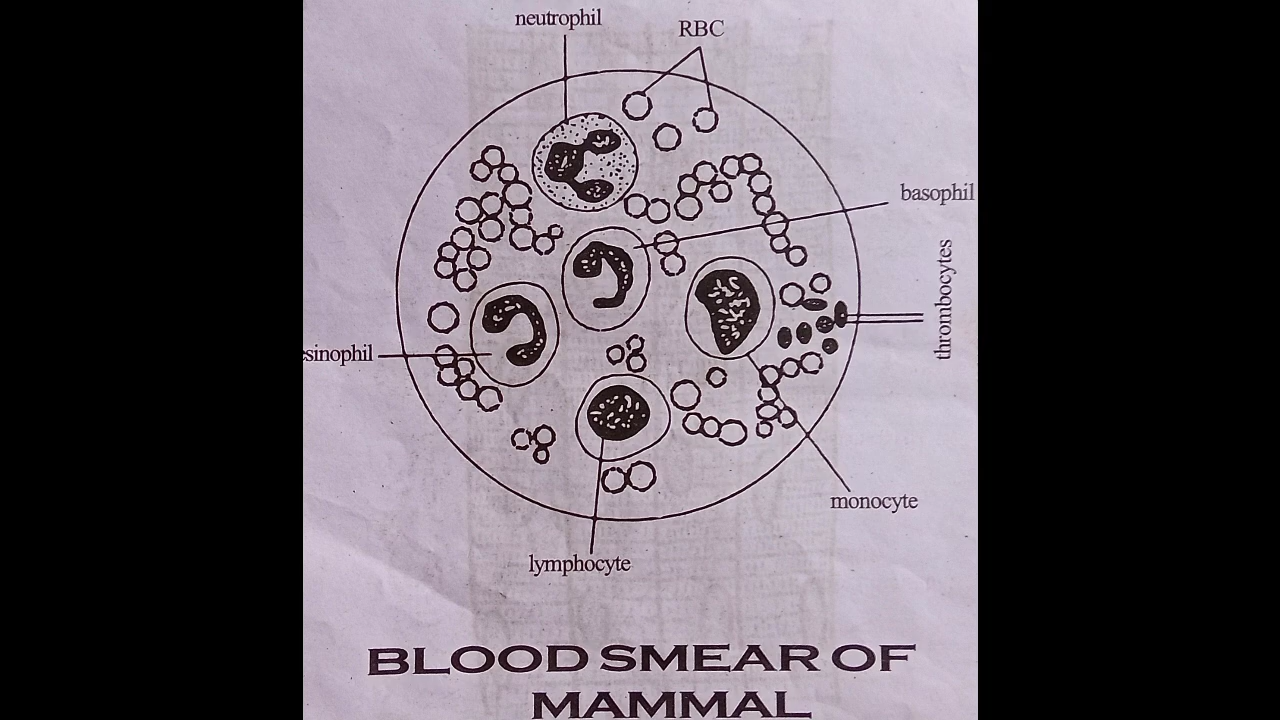 neutrophil
RBC
basophil
thrombocytes
sinophil
monocyte
lymphocyte
BLOOD SMEAR OF
MAMMAL